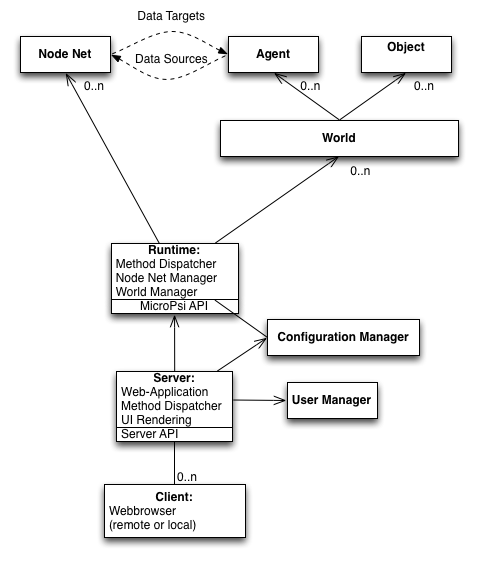 Data Targets
Node Net
Data Sources
Agent
Object
0..n
0..n
0..n
World
0..n
Runtime:
Method Dispatcher
Node Net Manager
World Manager
MicroPsi API
Configuration Manager
Server:
Web-Application
Method Dispatcher
UI Rendering
Server API
User Manager
0..n
Client:
Webbrowser
(remote or local)